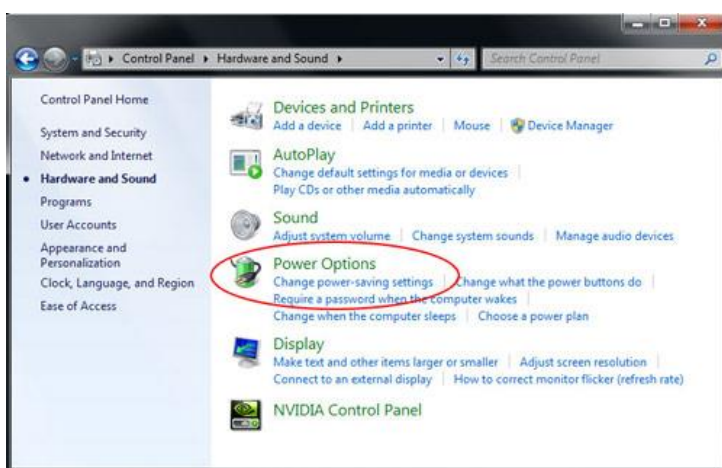 Control Panel ▸ Hardware and Sound ▸
Search Control Panel
Control Panel Home
System and Security
Network and Internet
Hardware and Sound
Programs
User Accounts
Appearance and
Personalization
Clock, Language, and Region
Ease of Access
Devices and Printers
Add a device | Add a printer | Mouse | Device Manager
AutoPlay
Change default settings for media or devices |
Play CDs or other media automatically
Sound
Adjust system volume | Change system sounds | Manage audio devices
Power Options
Change power-saving settings | Change what the power buttons do |
Require a password when the computer wakes |
Change when the computer sleeps | Choose a power plan
Display
Make text and other items larger or smaller | Adjust screen resolution |
Connect to an external display | How to correct monitor flicker (refresh rate)
NVIDIA Control Panel